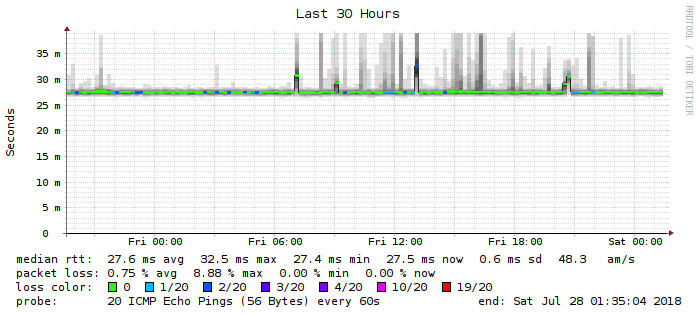 Last 30 Hours
RRDTOOL / TOBI OETIKER
Seconds
35 m
30 m
25 m
20 m
15 m
10 m
5 m
0
Fri 00:00 Fri 06:00 Fri 12:00 Fri 18:00 Sat 00:00
median rtt: 27.6 ms avg 32.5 ms max 27.4 ms min 27.5 ms now 0.6 ms sd 48.3 am/s
packet loss: 0.75 % avg 8.88 % max 0.00 % min 0.00 % now
loss color: 0 1/20 2/20 3/20 4/20 10/20 19/20
probe: 20 ICMP Echo Pings (56 Bytes) every 60s end: Sat Jul 28 01:35:04 2018